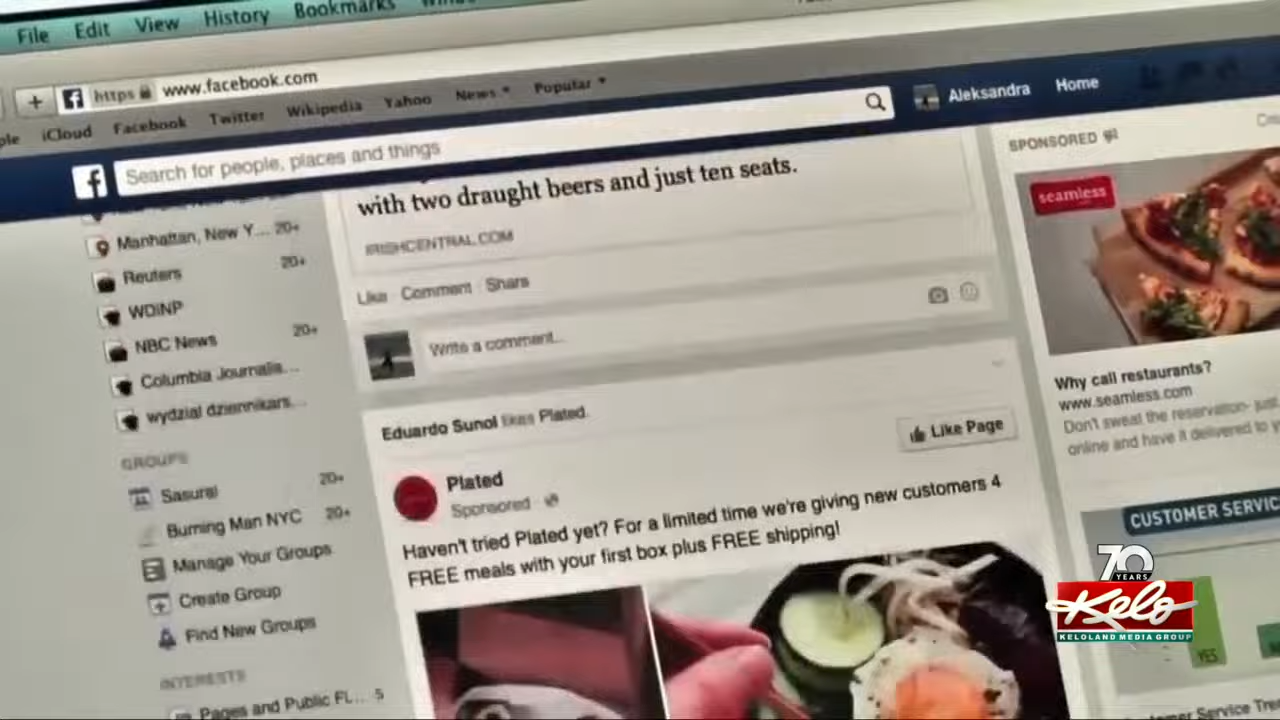 File Edit View History Bookmarks
+ https www.facebook.com
iCloud Facebook Twitter Wikipedia Yahoo News Popular
f Search for people, places and things Aleksandra Home
Manhattan, New Y... 20+
Reuters 20+
WDiNP
NBC News 20+
Columbia Journalis...
wydzial dziennikars...
GROUPS
Sasural 20+
Burning Man NYC 20+
Manage Your Groups
Create Group
Find New Groups
INTERESTS
Pages and Public FL... 5
with two draught beers and just ten seats.
IRISHCENTRAL.COM
Like Comment Share
Write a comment...
Eduardo Sunol likes Plated.
Like Page
Plated
Sponsored
Haven't tried Plated yet? For a limited time we're giving new customers 4
FREE meals with your first box plus FREE shipping!
SPONSORED
seamless
Why call restaurants?
www.seamless.com
Don't sweat the reservation- just
online and have it delivered to
CUSTOMER SERVIC
YES
Service Tre
70
YEARS
Kelo
KELOLAND MEDIA GROUP